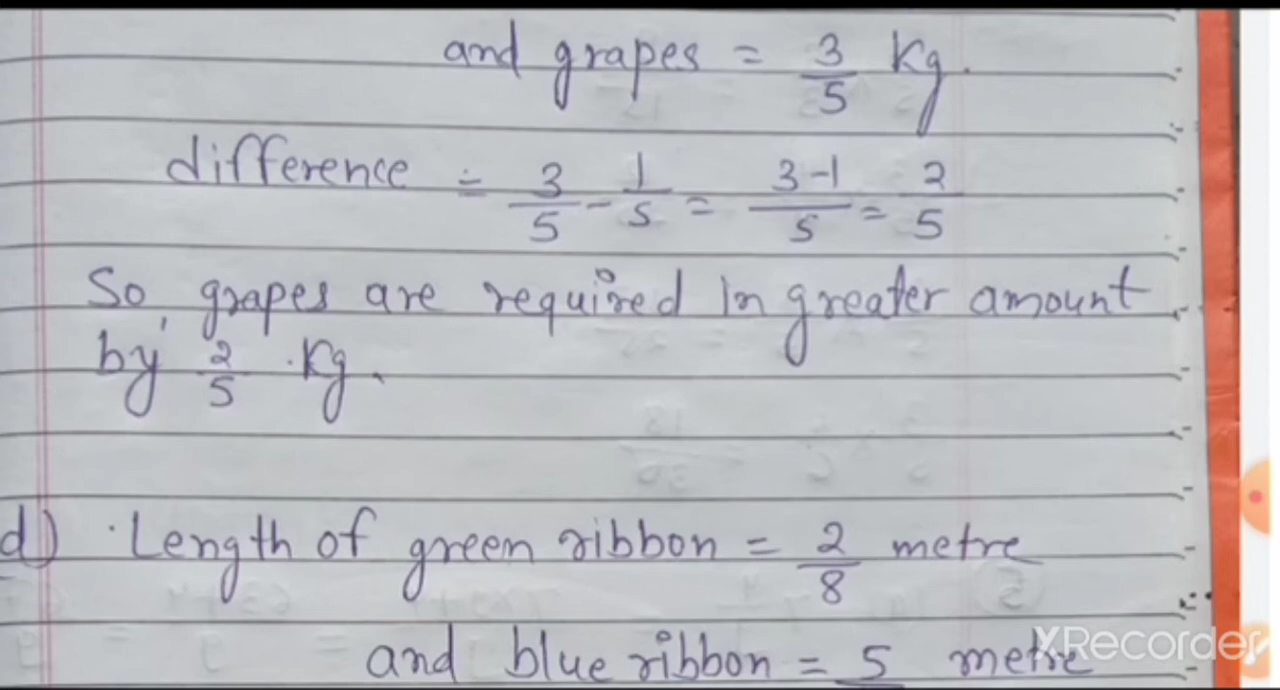 and grapes = 3/5 Kg.
difference = 3/5 - 1/5 = 3-1/5 = 2/5
So, grapes are required in greater amount
by 2/5 Kg.
d) Length of green ribbon = 2/8 metre
and blue ribbon = 5 metre
XRecorder